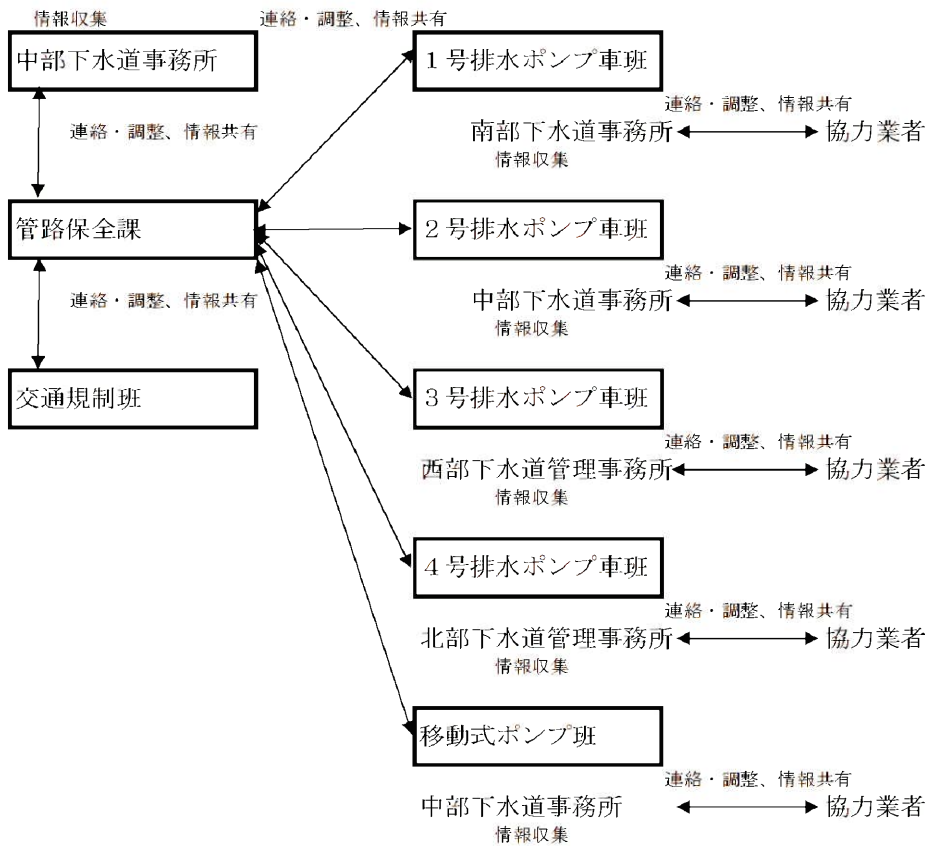 情報収集
連絡・調整、情報共有
中部下水道事務所
1号排水ポンプ車班
連絡・調整、情報共有
連絡・調整、情報共有
南部下水道事務所
協力業者
情報収集
管路保全課
2号排水ポンプ車班
連絡・調整、情報共有
連絡・調整、情報共有
中部下水道事務所
協力業者
情報収集
交通規制班
3号排水ポンプ車班
連絡・調整、情報共有
西部下水道管理事務所
協力業者
情報収集
4号排水ポンプ車班
連絡・調整、情報共有
北部下水道管理事務所
協力業者
情報収集
移動式ポンプ班
連絡・調整、情報共有
中部下水道事務所
協力業者
情報収集